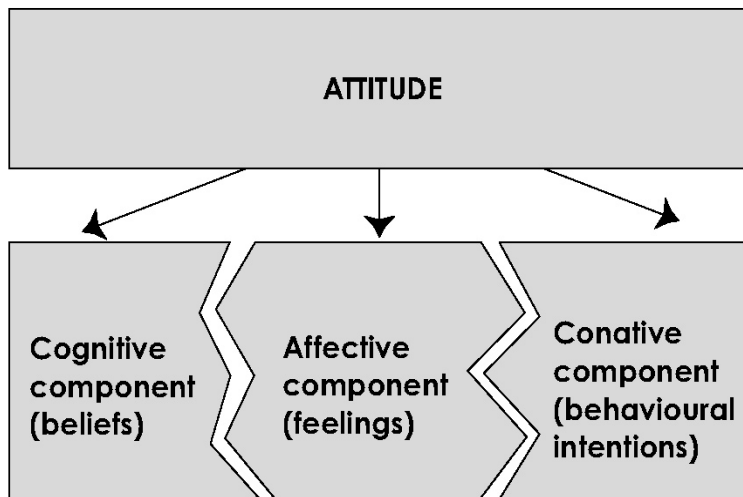 ATTITUDE
Cognitive
component
(beliefs)
Affective
component
(feelings)
Conative
component
(behavioural
intentions)